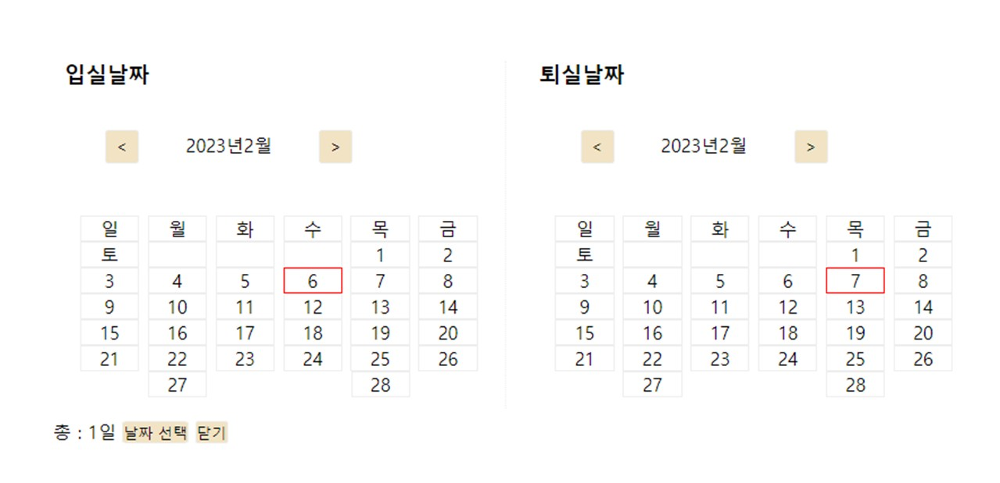 입실날짜
< 2023년2월 >
일 월 화 수 목 금
토 1 2
3 4 5 6 7 8
9 10 11 12 13 14
15 16 17 18 19 20
21 22 23 24 25 26
27 28
퇴실날짜
< 2023년2월 >
일 월 화 수 목 금
토 1 2
3 4 5 6 7 8
9 10 11 12 13 14
15 16 17 18 19 20
21 22 23 24 25 26
27 28
총 : 1일 날짜 선택 닫기